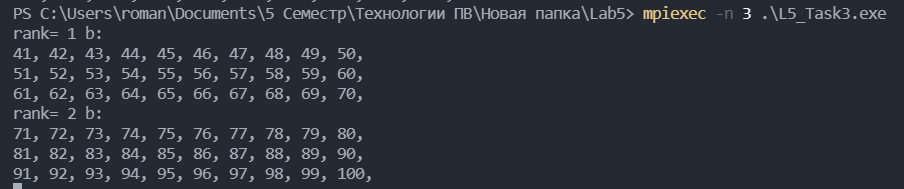 PS C:\Users\roman\Documents\5 Семестр\Технологии ПВ\Новая папка\Lab5> mpiexec -n 3 .\L5_Task3.exe
rank= 1 b:
41, 42, 43, 44, 45, 46, 47, 48, 49, 50,
51, 52, 53, 54, 55, 56, 57, 58, 59, 60,
61, 62, 63, 64, 65, 66, 67, 68, 69, 70,
rank= 2 b:
71, 72, 73, 74, 75, 76, 77, 78, 79, 80,
81, 82, 83, 84, 85, 86, 87, 88, 89, 90,
91, 92, 93, 94, 95, 96, 97, 98, 99, 100,